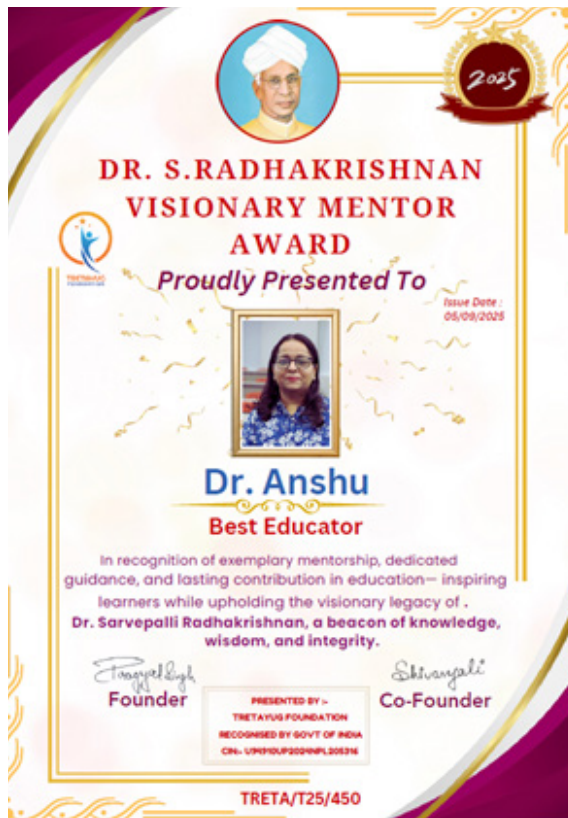 2025
DR. S.RADHAKRISHNAN
VISIONARY MENTOR
AWARD
TRETAYUG
FOUNDATION
Proudly Presented To
Issue Date :
05/09/2025
Dr. Anshu
Best Educator
In recognition of exemplary mentorship, dedicated
guidance, and lasting contribution in education— inspiring
learners while upholding the visionary legacy of .
Dr. Sarvepalli Radhakrishnan, a beacon of knowledge,
wisdom, and integrity.
Shivanjali
Founder
Co-Founder
PRESENTED BY :-
TRETAYUG FOUNDATION
RECOGNISED BY GOVT OF INDIA
TRETA/T25/450